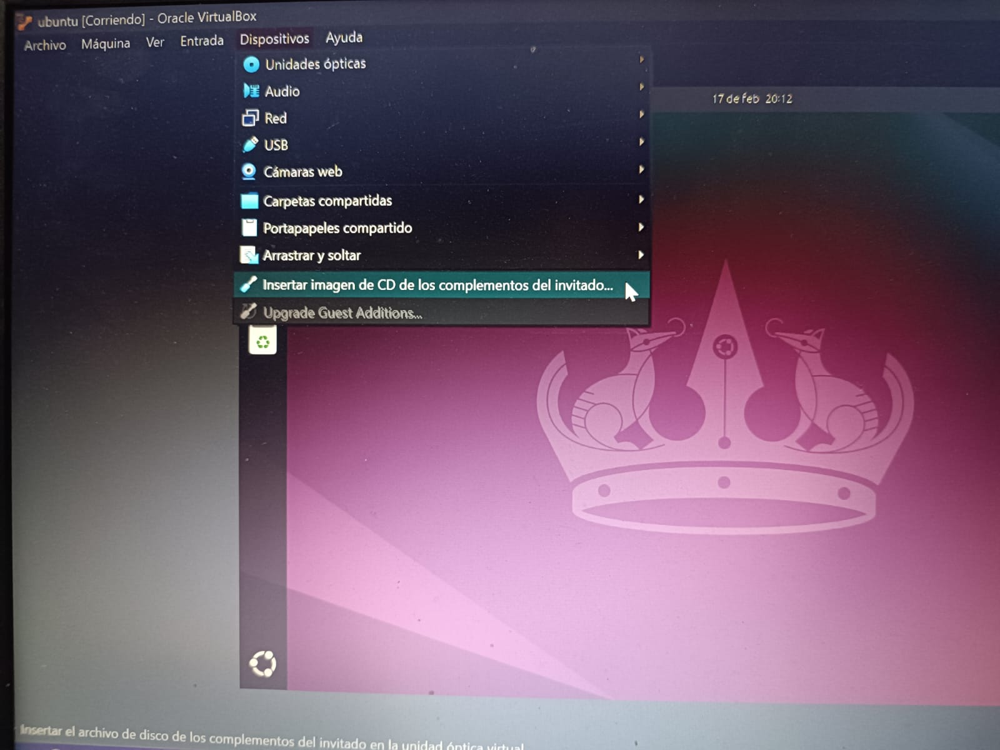 ubuntu [Corriendo] - Oracle VirtualBox
Archivo Máquina Ver Entrada Dispositivos Ayuda
Unidades ópticas
Audio
17 de feb 20:12
Red
USB
Cámaras web
Carpetas compartidas
Portapapeles compartido
Arrastrar y soltar
Insertar imagen de CD de los complementos del invitado...
Upgrade Guest Additions...
Insertar el archivo de disco de los complementos del invitado en la unidad óptica virtual